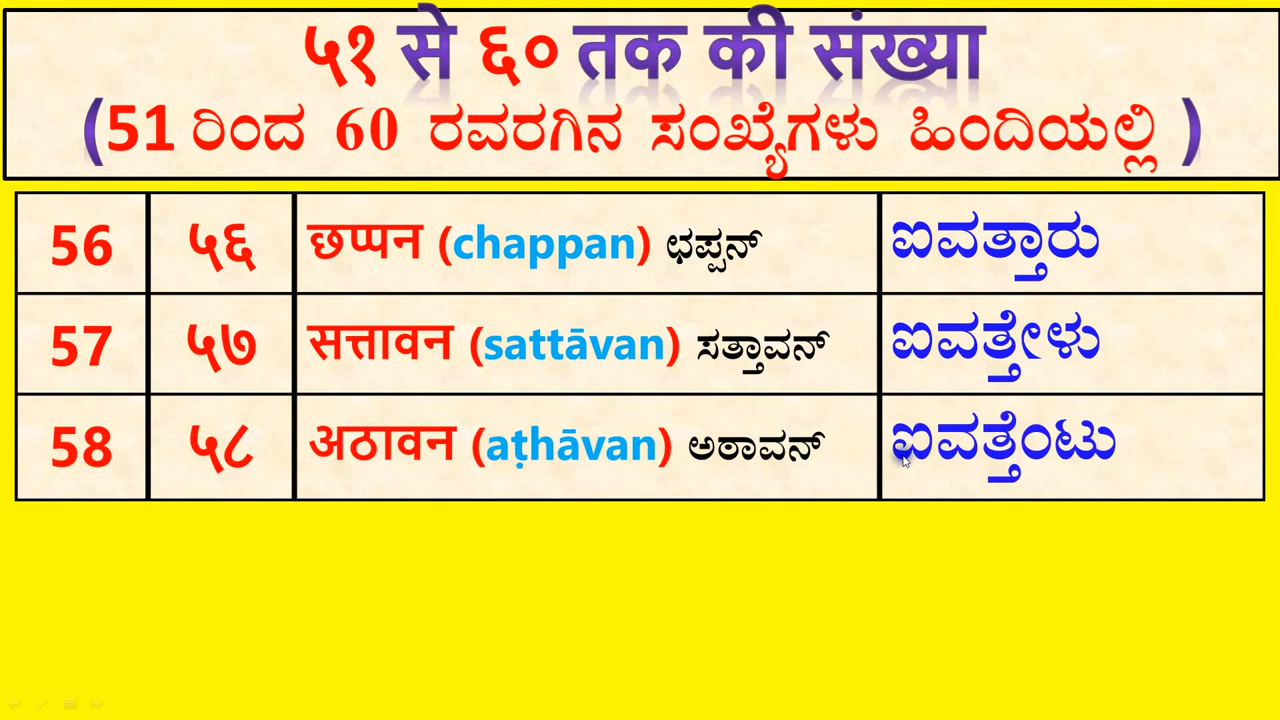 ५१ से ६० तक की संख्या
(51 ರಿಂದ 60 ರವರಗಿನ ಸಂಖ್ಯೆಗಳು ಹಿಂದಿಯಲ್ಲಿ )
56 ५६ छप्पन (chappan) ಛಪ್ಪನ್ ಐವತ್ತಾರು
57 ५७ सत्तावन (sattāvan) ಸತ್ತಾವನ್ ಐವತ್ತೇಳು
58 ५८ अठावन (aṭhāvan) ಅಠಾವನ್ ಐವತ್ತೆಂಟು